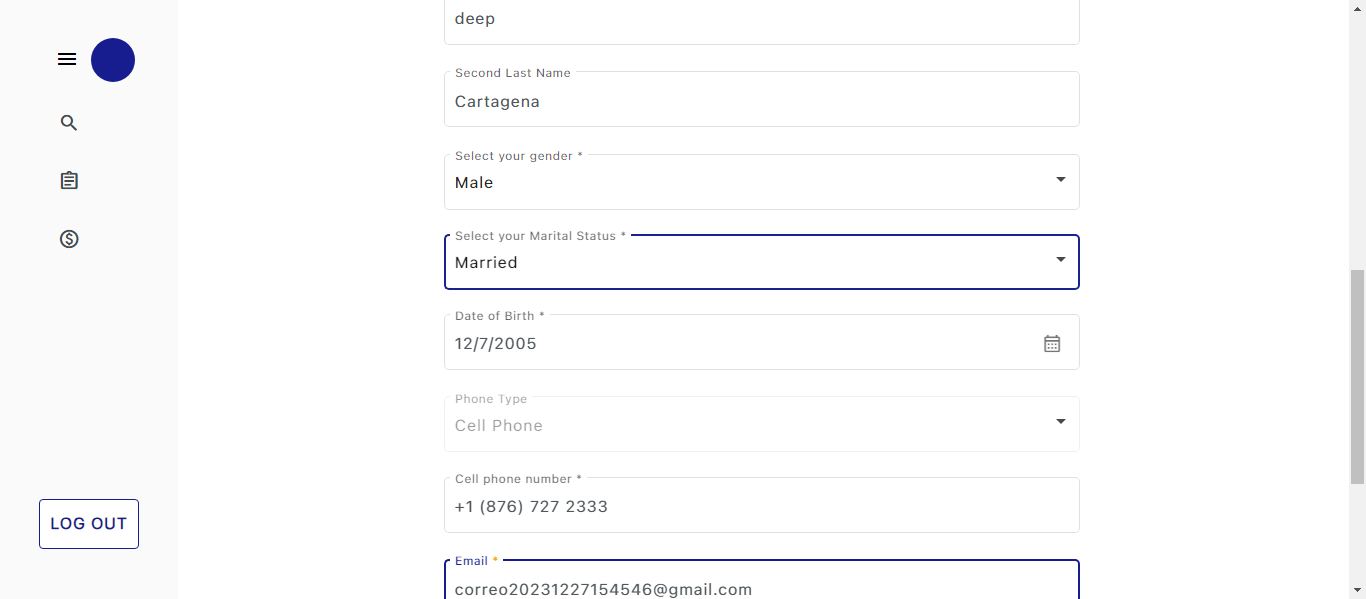 deep
Second Last Name
Cartagena
Select your gender *
Male
Select your Marital Status *
Married
Date of Birth *
12/7/2005
Phone Type
Cell Phone
Cell phone number *
+1 (876) 727 2333
Email *
correo20231227154546@gmail.com
LOG OUT